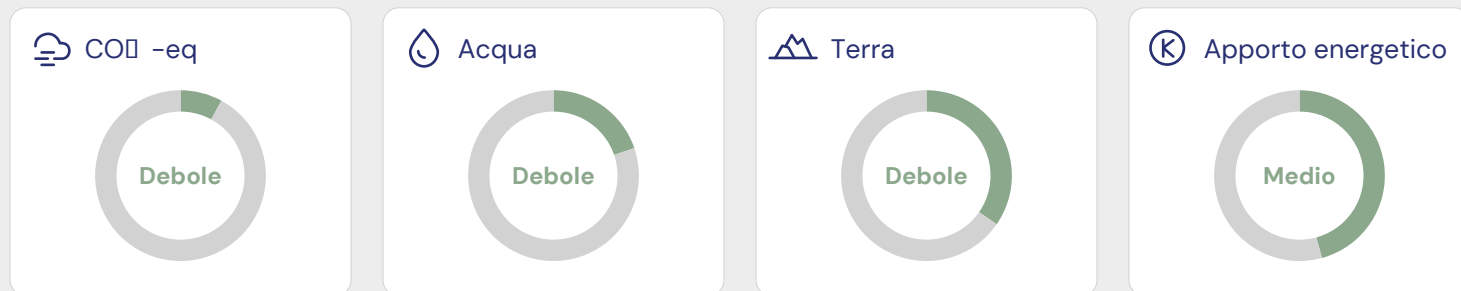 CO▯ -eq
Acqua
Terra
Apporto energetico
Debole
Debole
Debole
Medio